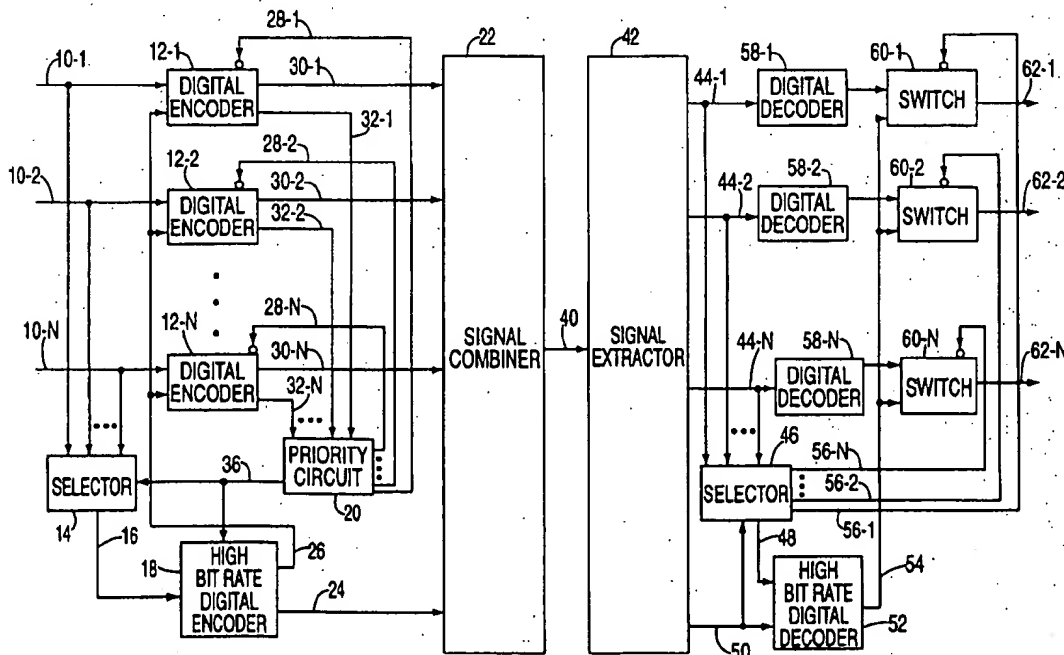 28-1
22
42
58-1
60-1
10-1
12-1
30-1
44-1
62-1
DIGITAL
ENCODER
DIGITAL
DECODER
SWITCH
32-1
28-2
12-2
30-2
58-2
60-2
10-2
32-2
44-2
62-2
DIGITAL
ENCODER
DIGITAL
DECODER
SWITCH
28-N
12-N
30-N
10-N
40
58-N
60-N
44-N
62-N
DIGITAL
ENCODER
SIGNAL
COMBINER
SIGNAL
EXTRACTOR
DIGITAL
DECODER
SWITCH
32-N
46
36
PRIORITY
CIRCUIT
SELECTOR
SELECTOR
56-N
56-2
56-1
14
16
20
26
48
18
HIGH
BIT RATE
DIGITAL
ENCODER
24
HIGH
BIT RATE
DIGITAL
DECODER
54
52
50